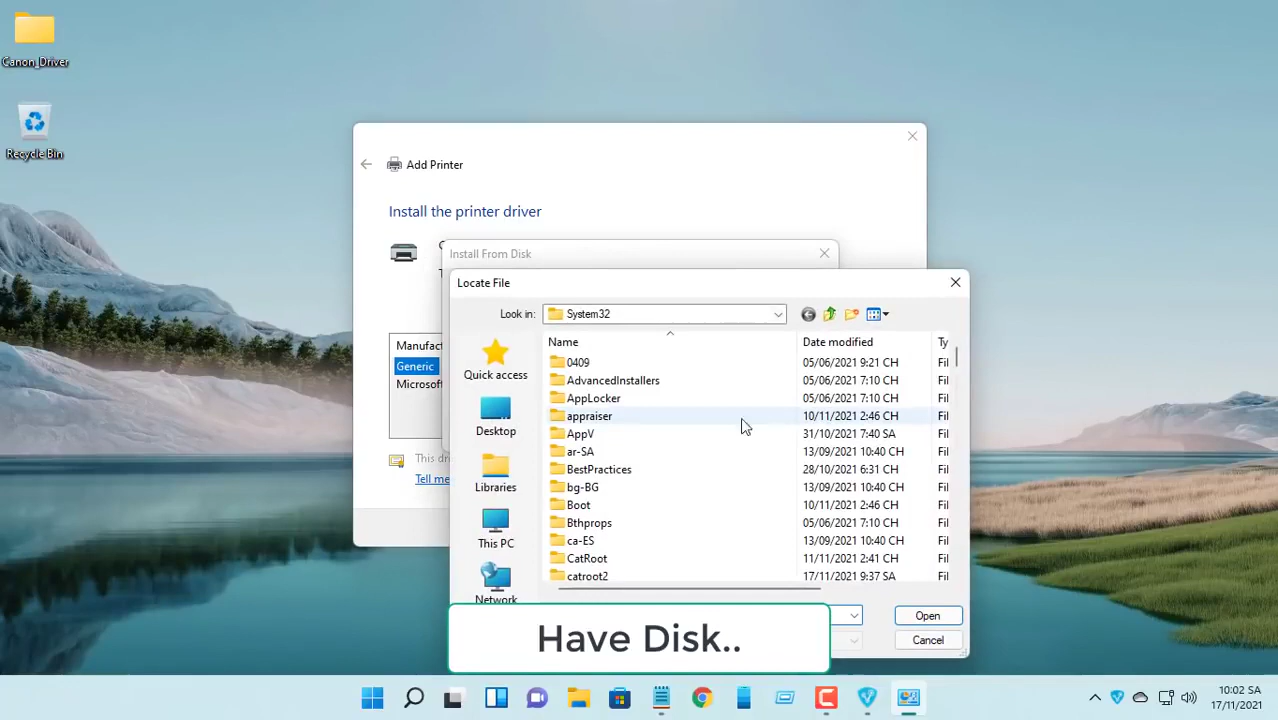 Canon_Driver
Recycle Bin
Add Printer
Install the printer driver
Manufact
Generic
Microsoft
This dri
Tell me
Install From Disk
Locate File
Look in:
System32
Quick access
Desktop
Libraries
This PC
Network
Name
Date modified
Ty
0409
05/06/2021 9:21 CH
Fil
AdvancedInstallers
05/06/2021 7:10 CH
Fil
AppLocker
05/06/2021 7:10 CH
Fil
appraiser
10/11/2021 2:46 CH
Fil
AppV
31/10/2021 7:40 SA
Fil
ar-SA
13/09/2021 10:40 CH
Fil
BestPractices
28/10/2021 6:31 CH
Fil
bg-BG
13/09/2021 10:40 CH
Fil
Boot
10/11/2021 2:46 CH
Fil
Bthprops
05/06/2021 7:10 CH
Fil
ca-ES
13/09/2021 10:40 CH
Fil
CatRoot
11/11/2021 2:41 CH
Fil
catroot2
17/11/2021 9:37 SA
Fil
Open
Cancel
Have Disk..
10:02 SA
17/11/2021